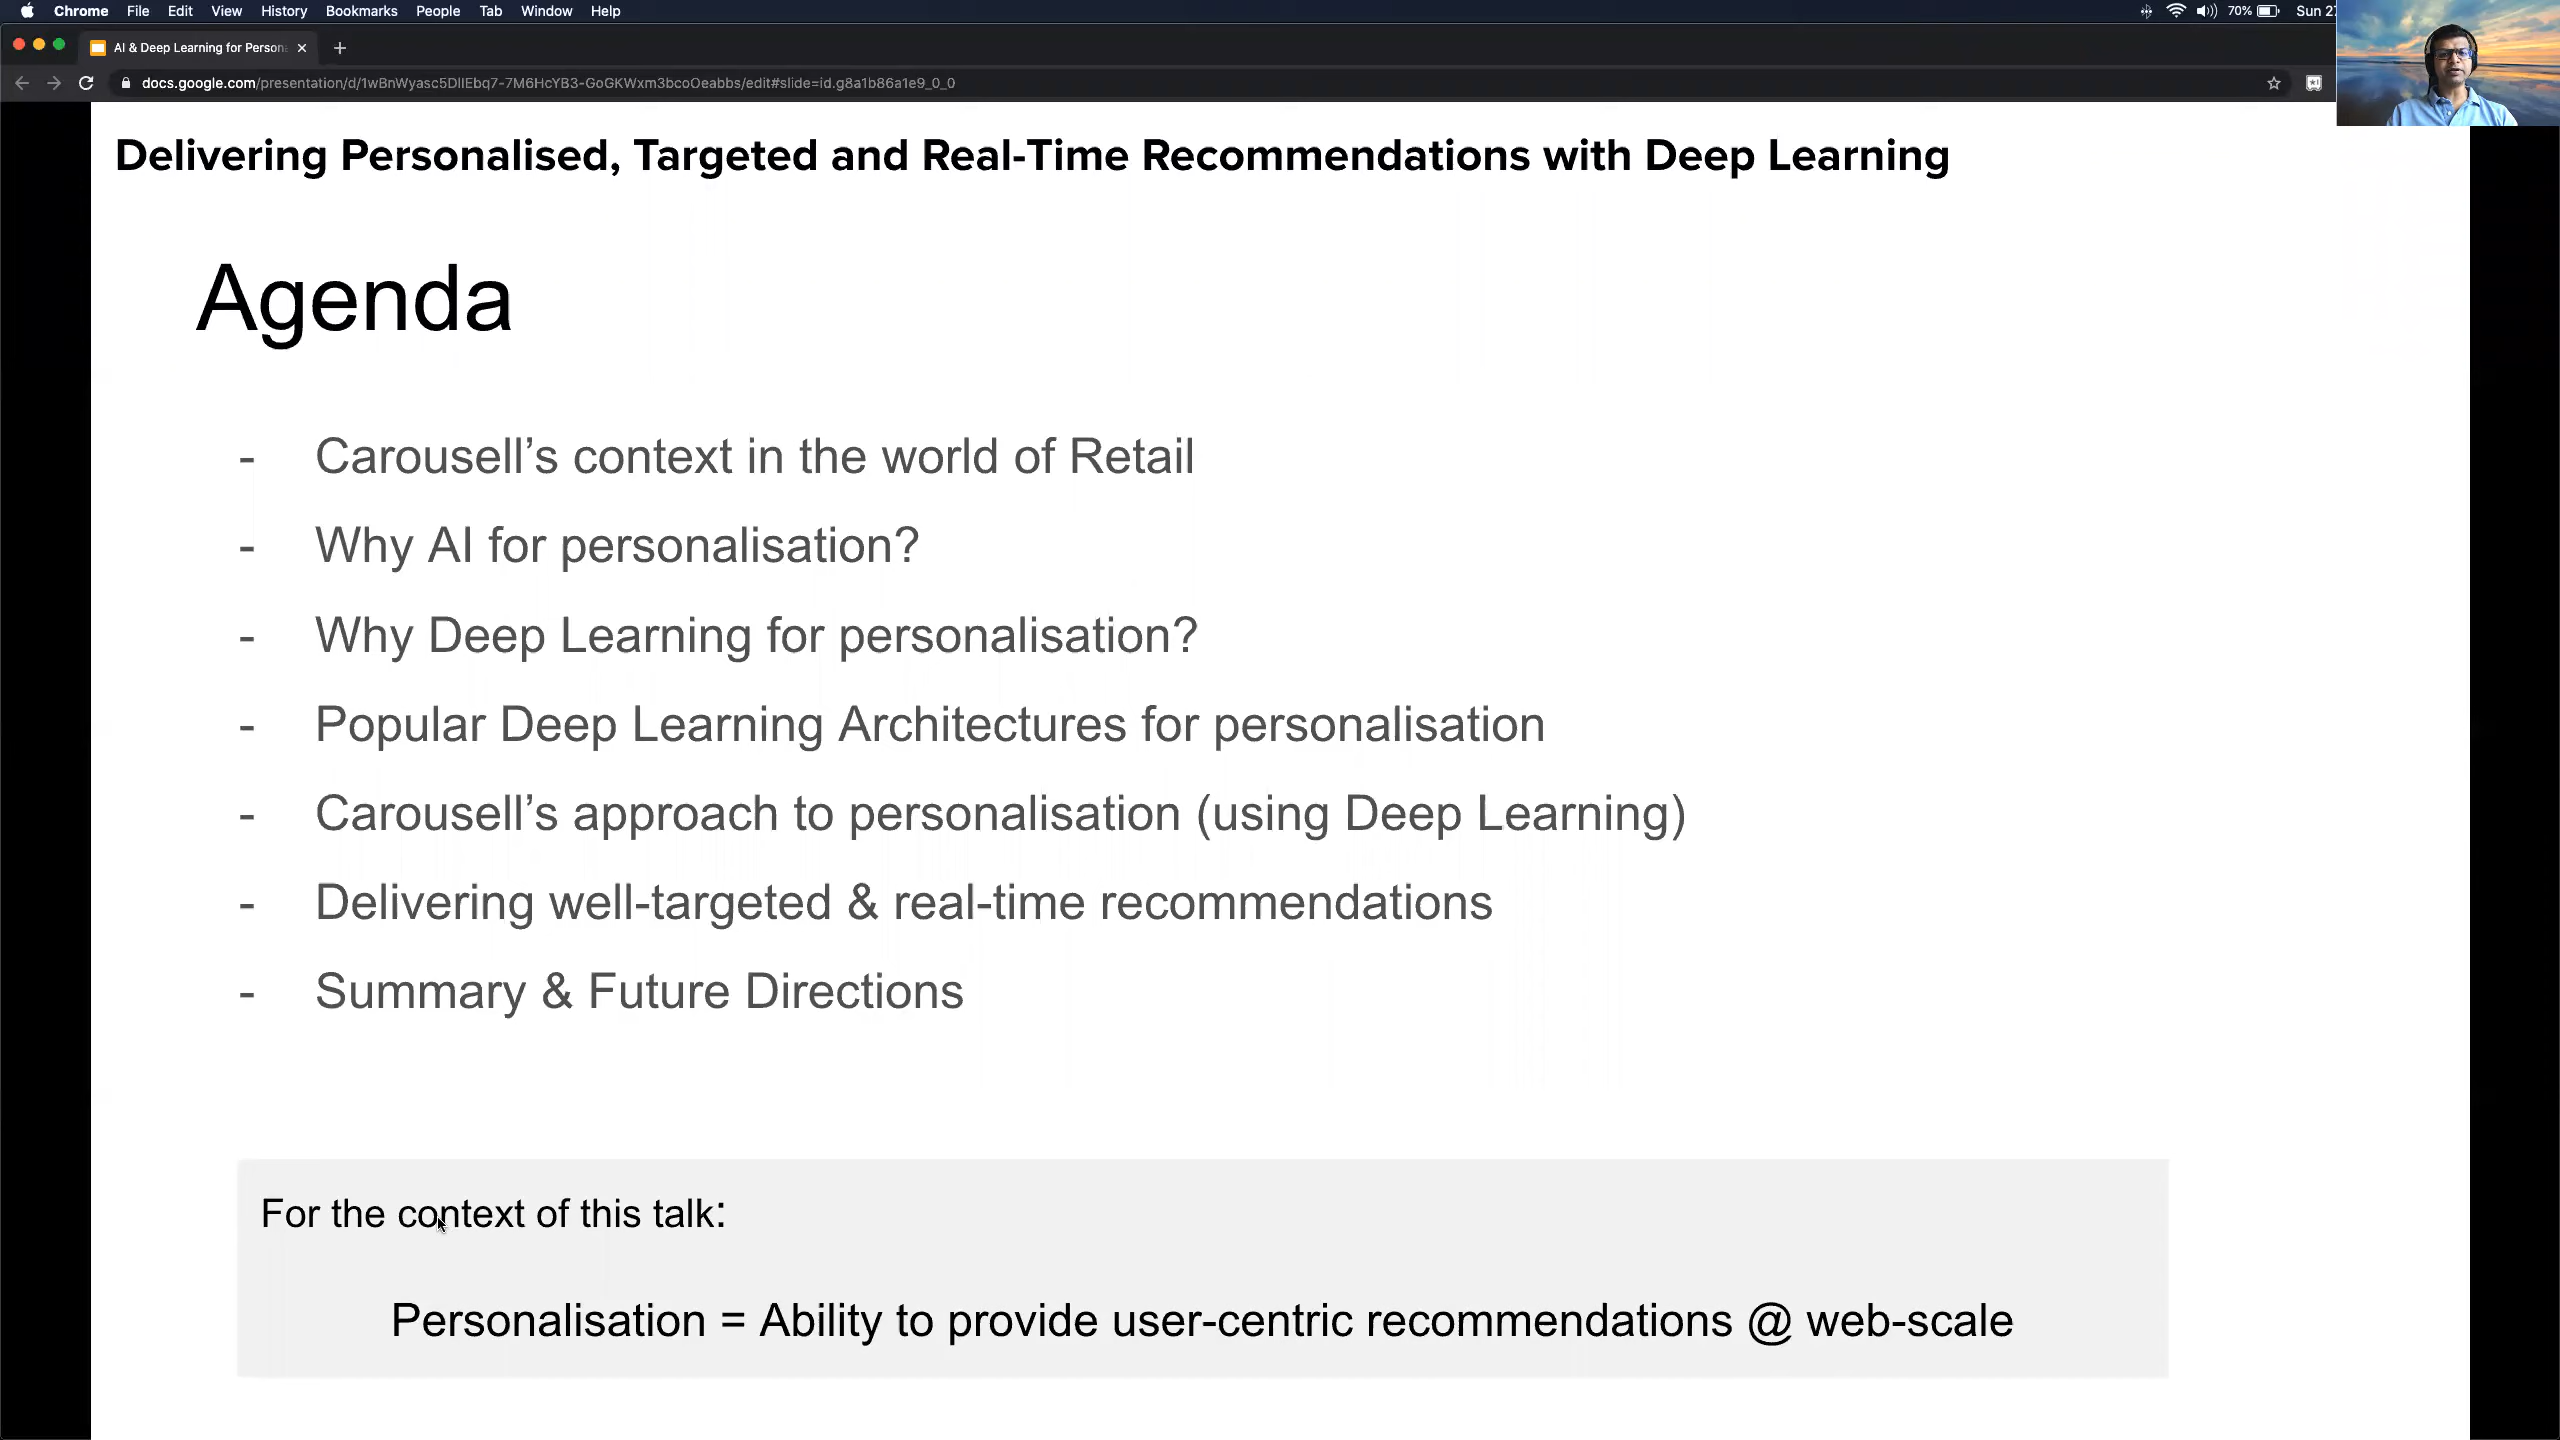 Chrome File Edit View History Bookmarks People Tab Window Help 70% Sun 27
AI & Deep Learning for Person
docs.google.com/presentation/d/1wBnWyasc5DIlEbq7-7M6HcYB3-GoGKWxm3bcoOeabbs/edit#slide=id.g8a1b86a1e9_0_0
Delivering Personalised, Targeted and Real-Time Recommendations with Deep Learning
Agenda
- Carousell’s context in the world of Retail
- Why AI for personalisation?
- Why Deep Learning for personalisation?
- Popular Deep Learning Architectures for personalisation
- Carousell’s approach to personalisation (using Deep Learning)
- Delivering well-targeted & real-time recommendations
- Summary & Future Directions
For the context of this talk:
Personalisation = Ability to provide user-centric recommendations @ web-scale